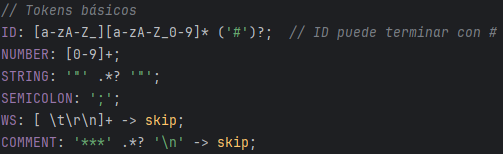 // Tokens básicos
ID: [a-zA-Z_][a-zA-Z_0-9]* ('#')?;  // ID puede terminar con #
NUMBER: [0-9]+;
STRING: '"' .*? '"';
SEMICOLON: ';';
WS: [ \t\r\n]+ -> skip;
COMMENT: '***' .*? '\n' -> skip;